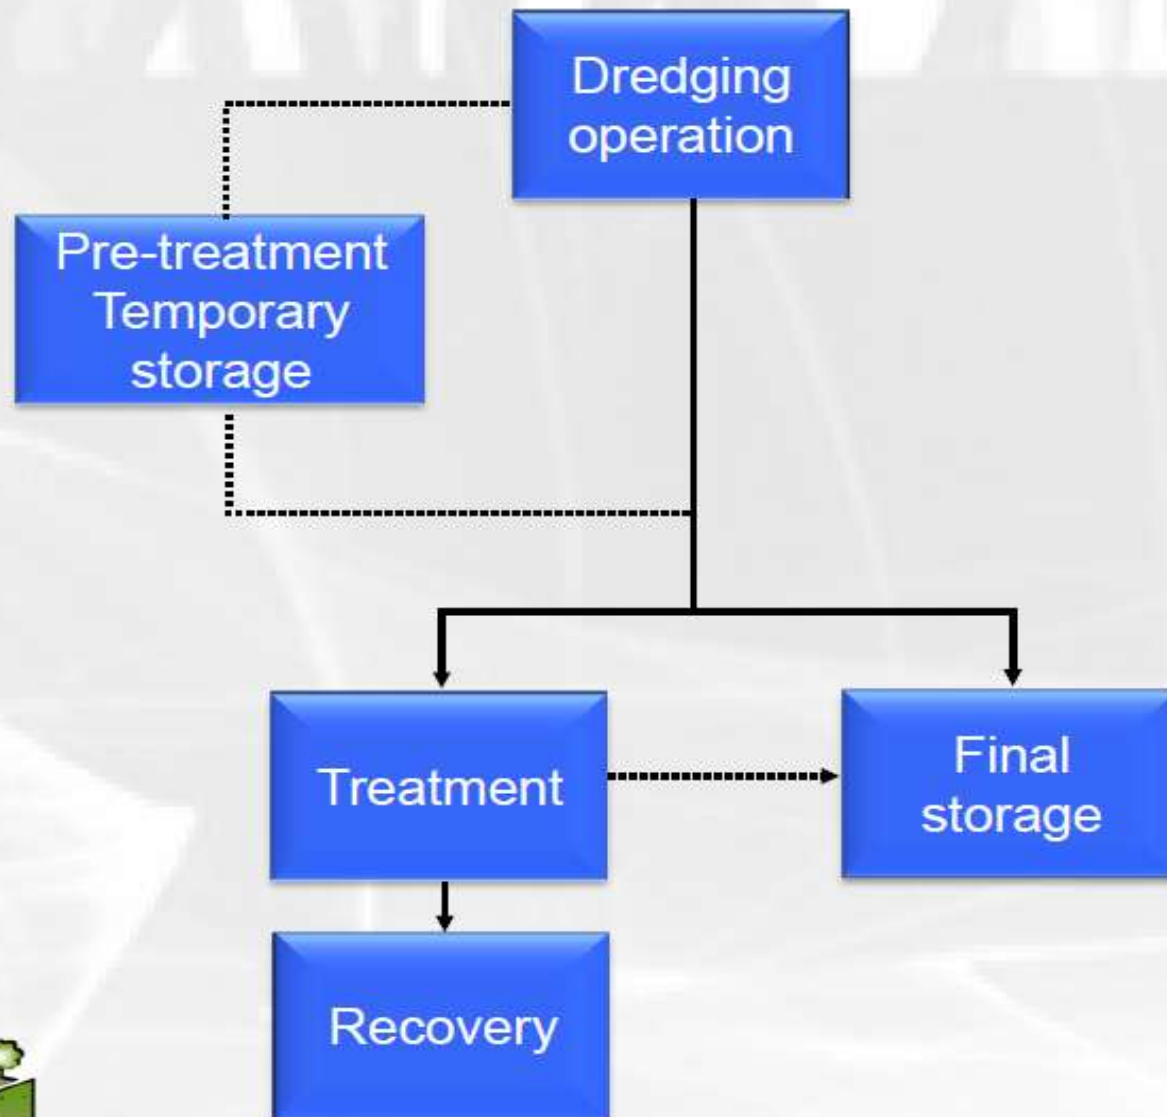 Dredging
operation
Pre-treatment
Temporary
storage
Treatment
Final
storage
Recovery